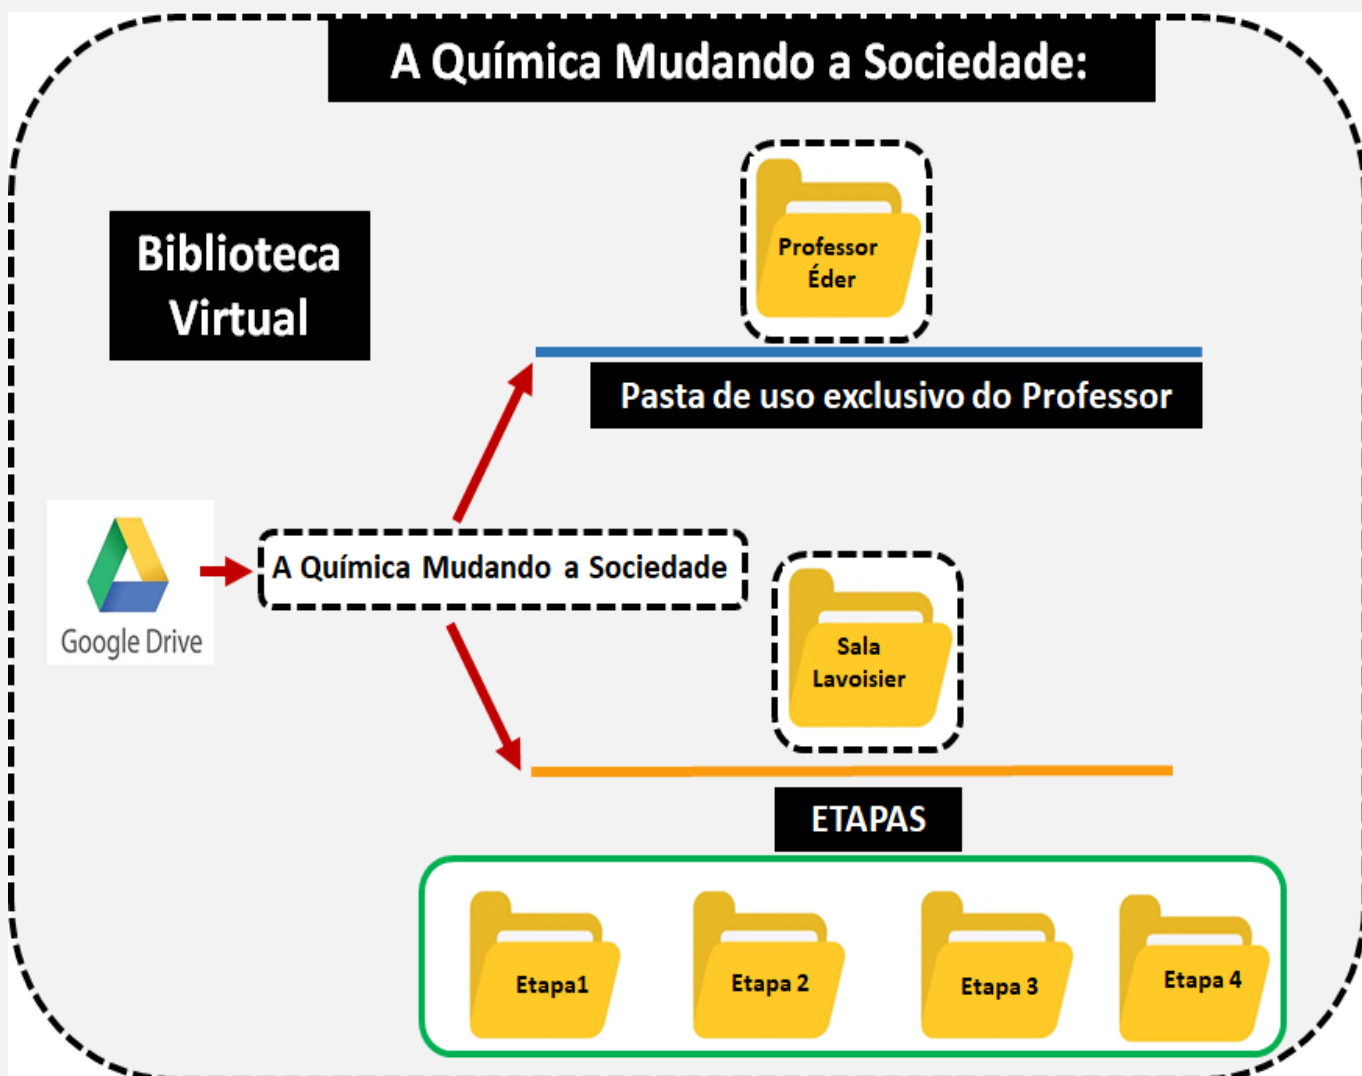 A Química Mudando a Sociedade:
Biblioteca
Virtual
Professor
Éder
Pasta de uso exclusivo do Professor
Google Drive
A Química Mudando a Sociedade
Sala
Lavoisier
ETAPAS
Etapa1
Etapa 2
Etapa 3
Etapa 4